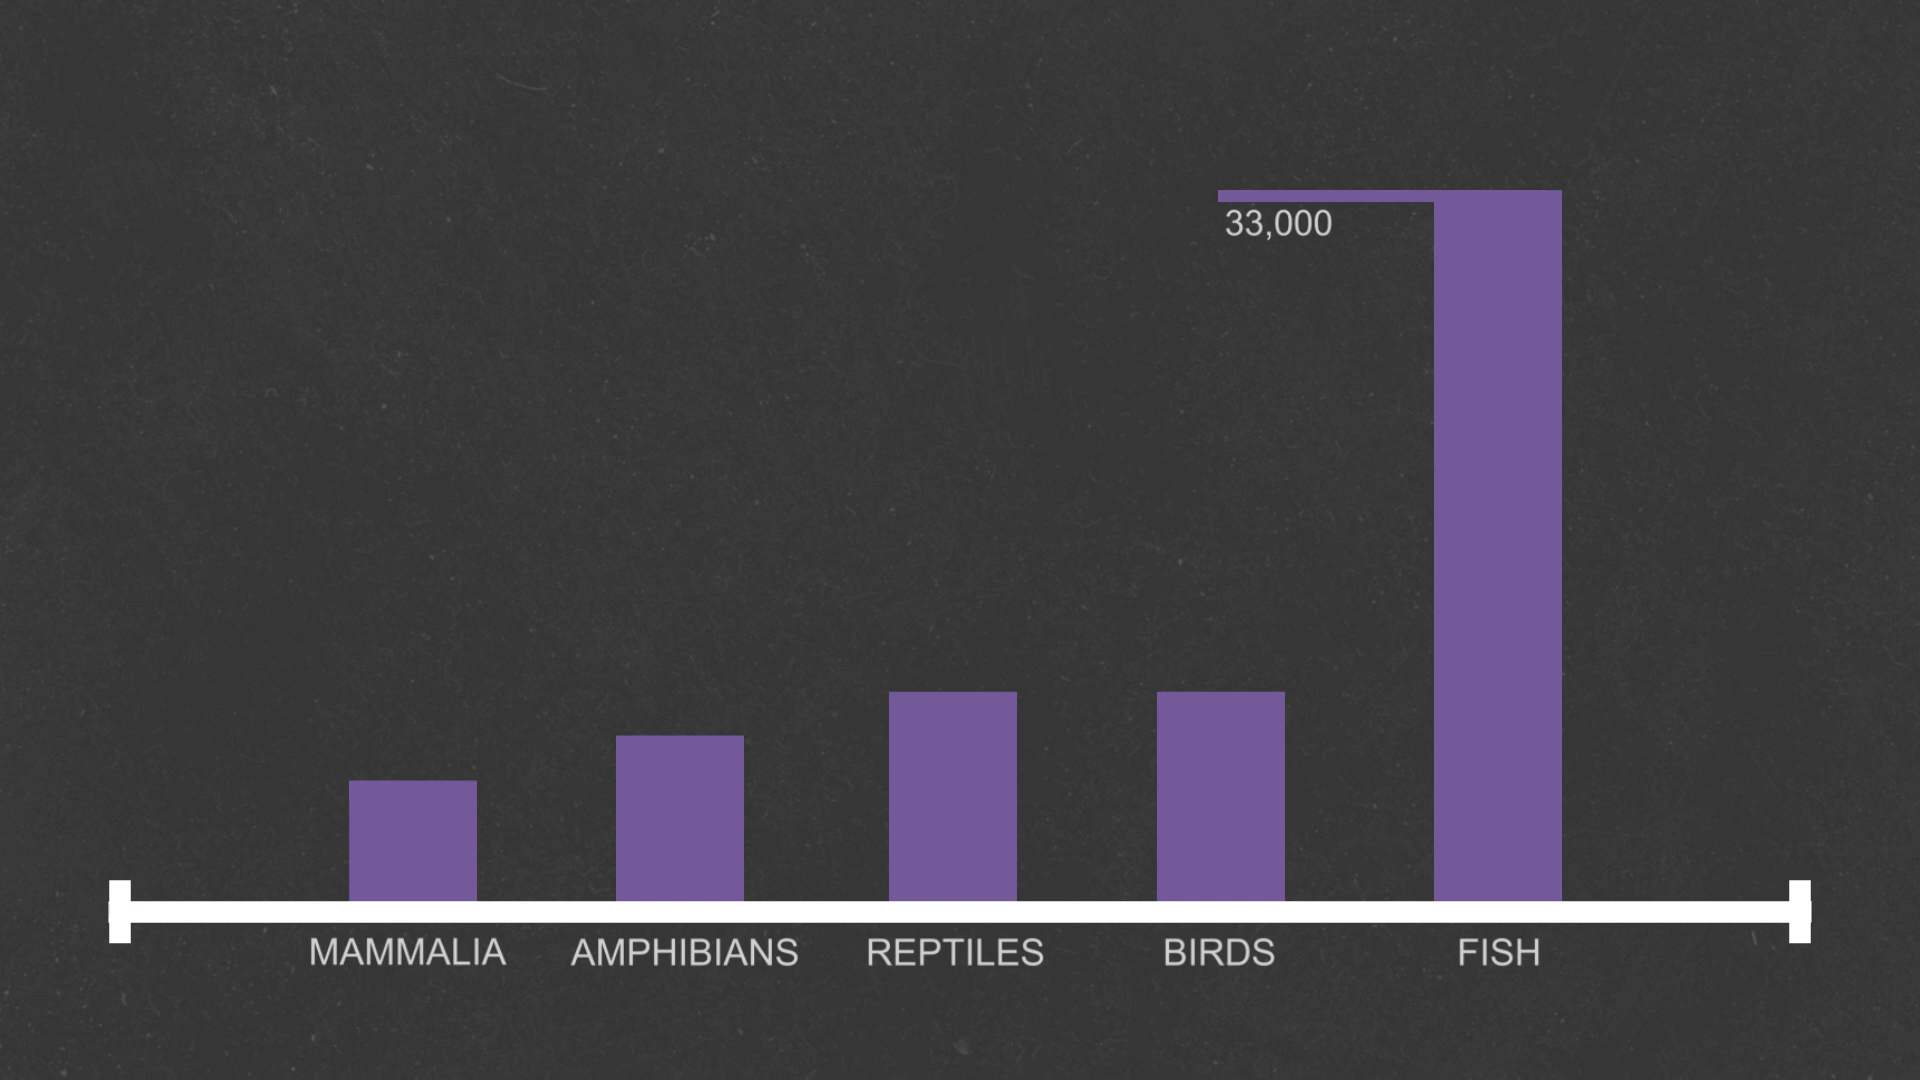 33,000
MAMMALIA
AMPHIBIANS
REPTILES
BIRDS
FISH